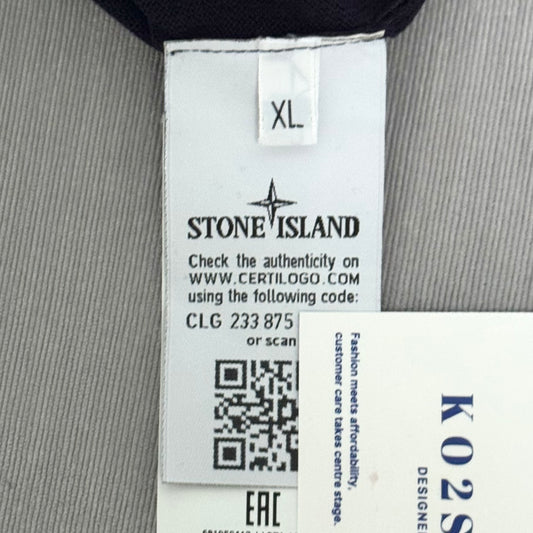 XL
STONE ISLAND
Check the authenticity on
WWW.CERTILOGO.COM
using the following code:
CLG 233 875
or scan
EAC
Fashion meets affordability,
customer care takes centre stage.
KO2S
DESIGNE